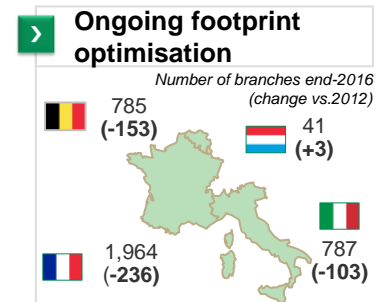 Ongoing footprint
optimisation
Number of branches end-2016
(change vs.2012)
785
(-153)
41
(+3)
1,964
(-236)
787
(-103)